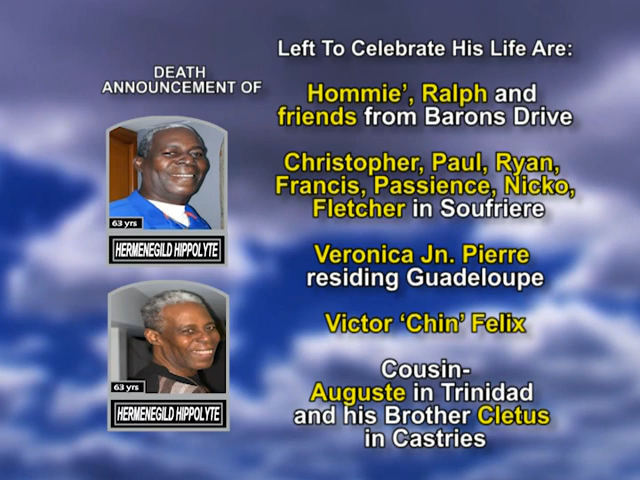 DEATH
ANNOUNCEMENT OF
63 yrs
HERMENEGILD HIPPOLYTE
63 yrs
HERMENEGILD HIPPOLYTE
Left To Celebrate His Life Are:
Hommie’, Ralph and
friends from Barons Drive
Christopher, Paul, Ryan,
Francis, Passience, Nicko,
Fletcher in Soufriere
Veronica Jn. Pierre
residing Guadeloupe
Victor ‘Chin’ Felix
Cousin-
Auguste in Trinidad
and his Brother Cletus
in Castries